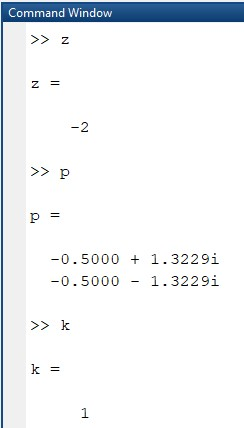 Command Window
>> z
z =
-2
>> p
p =
-0.5000 + 1.3229i
-0.5000 - 1.3229i
>> k
k =
1